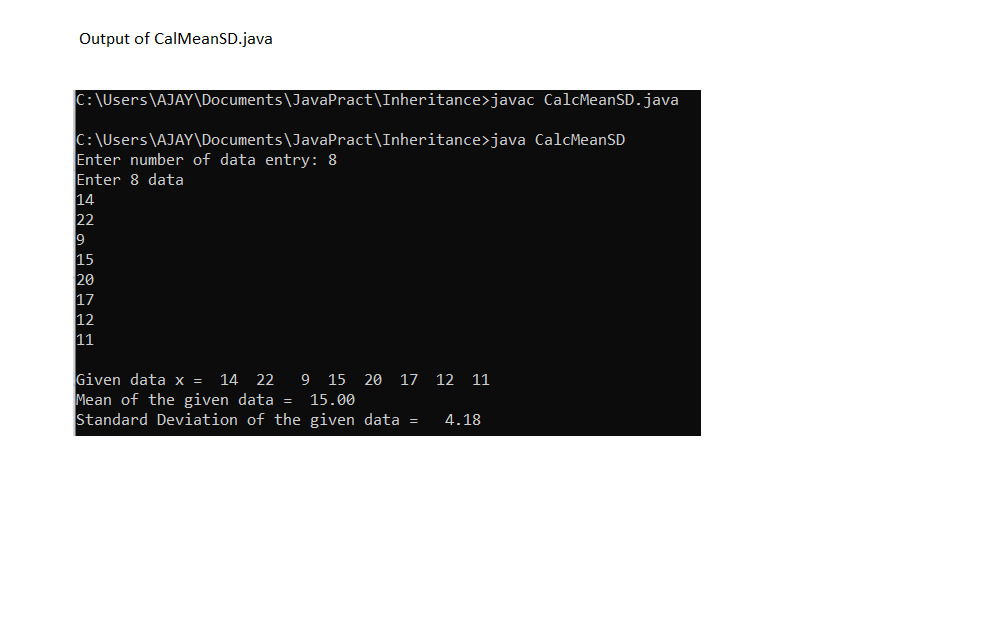 Output of CalMeanSD.java
C:\Users\AJAY\Documents\JavaPract\Inheritance>javac CalcMeanSD.java
C:\Users\AJAY\Documents\JavaPract\Inheritance>java CalcMeanSD
Enter number of data entry: 8
Enter 8 data
14
22
9
15
20
17
12
11
Given data x =  14  22   9  15  20  17  12  11
Mean of the given data =  15.00
Standard Deviation of the given data =   4.18